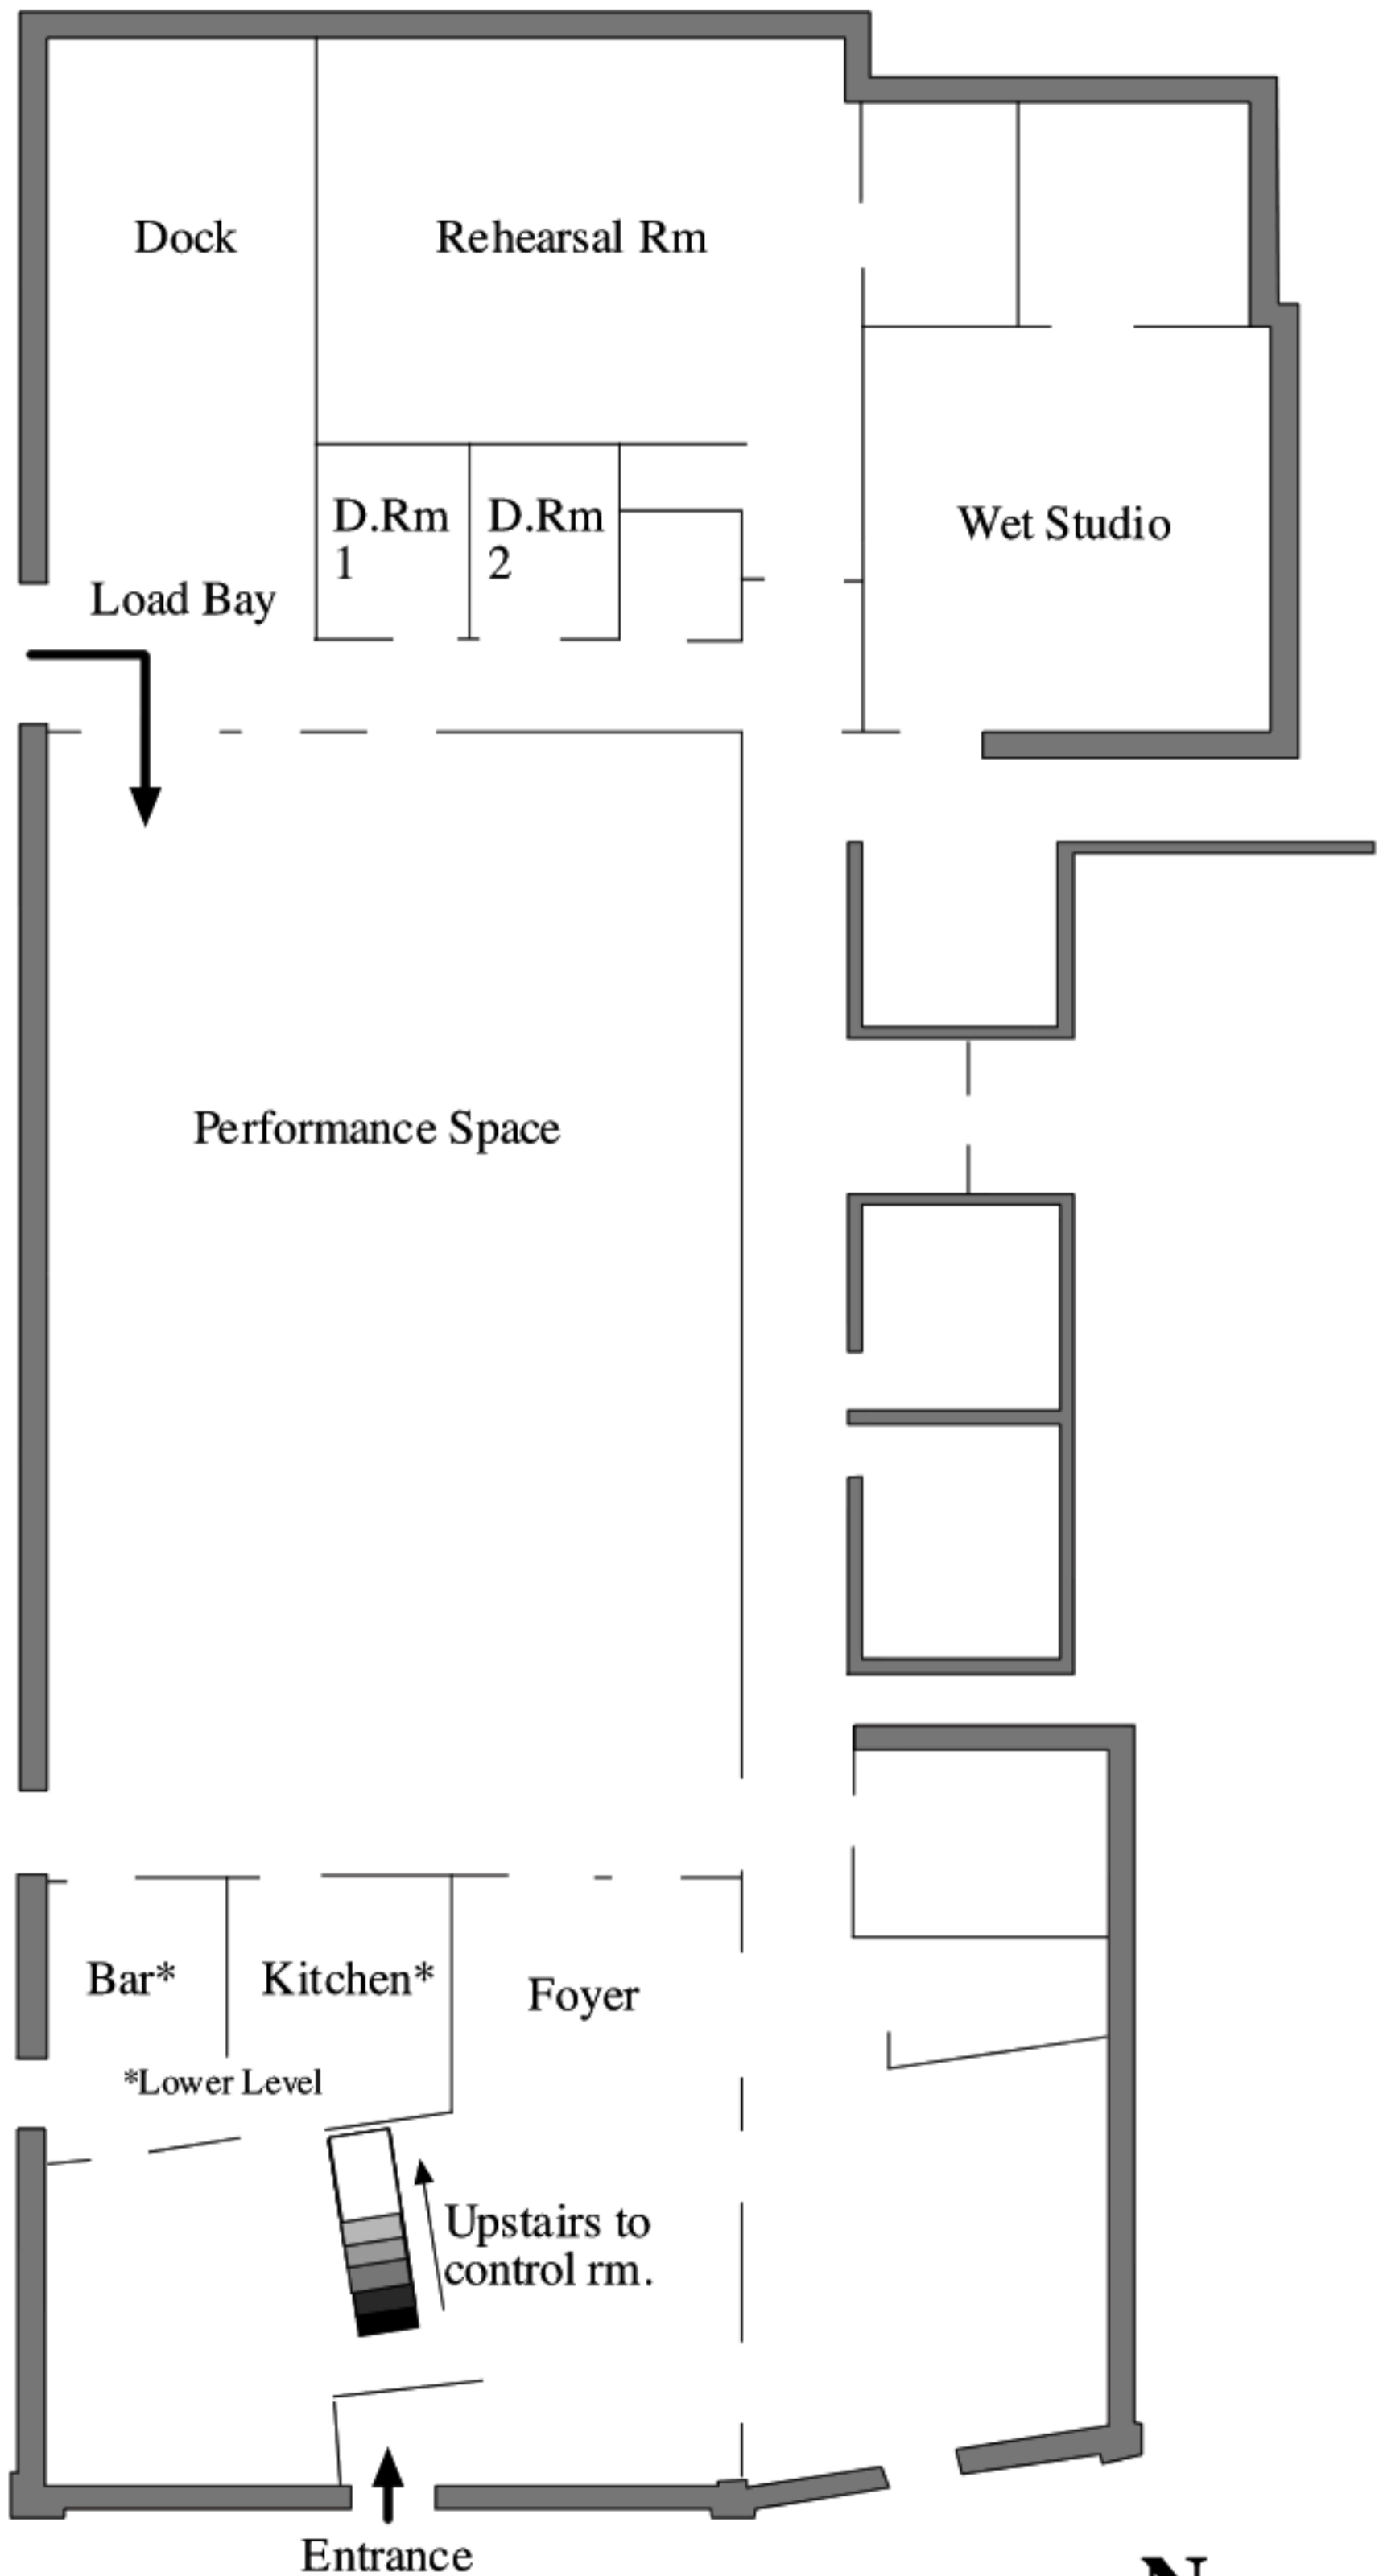 Dock
Rehearsal Rm
D.Rm
1
D.Rm
2
Wet Studio
Load Bay
Performance Space
Bar*
Kitchen*
Foyer
*Lower Level
Upstairs to
control rm.
Entrance
N